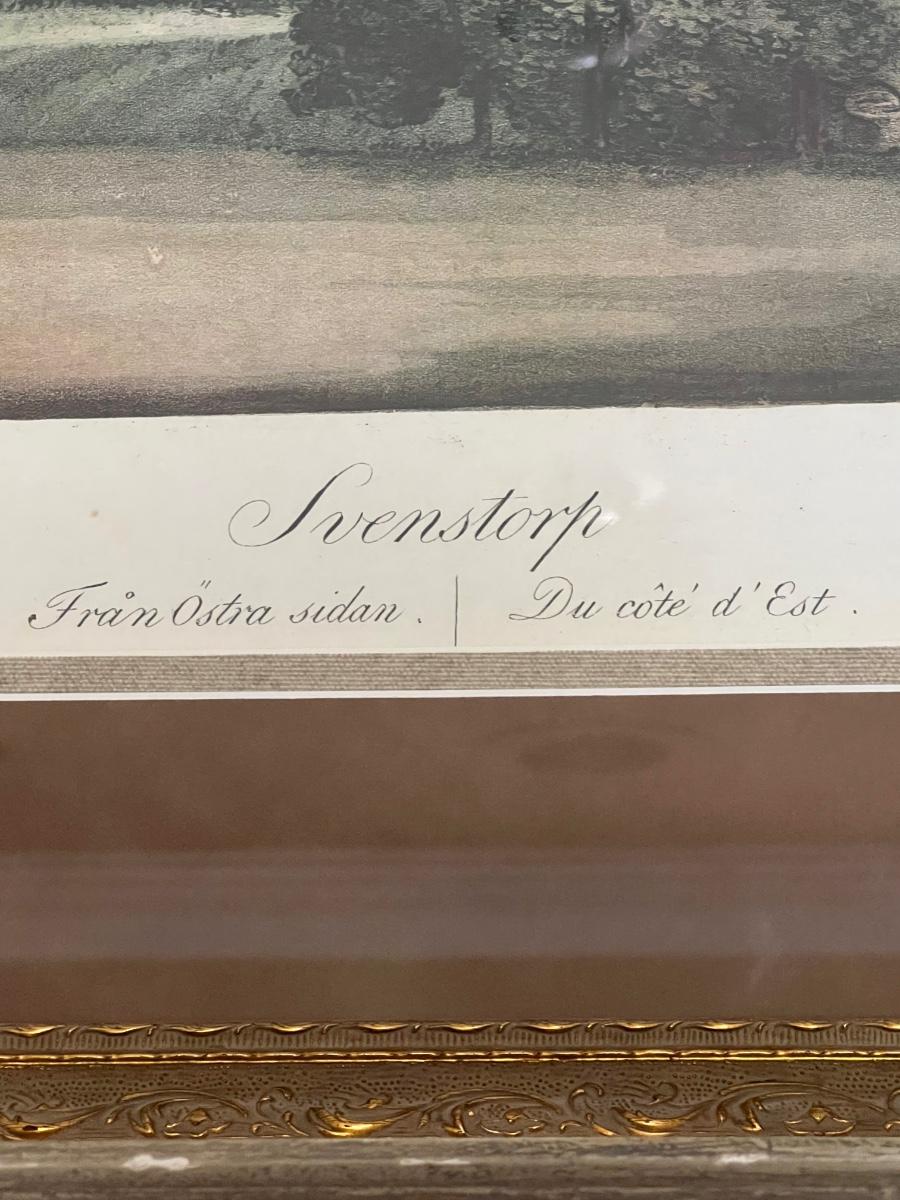 Svenstorp
Från Östra sidan. | Du côté d'Est.